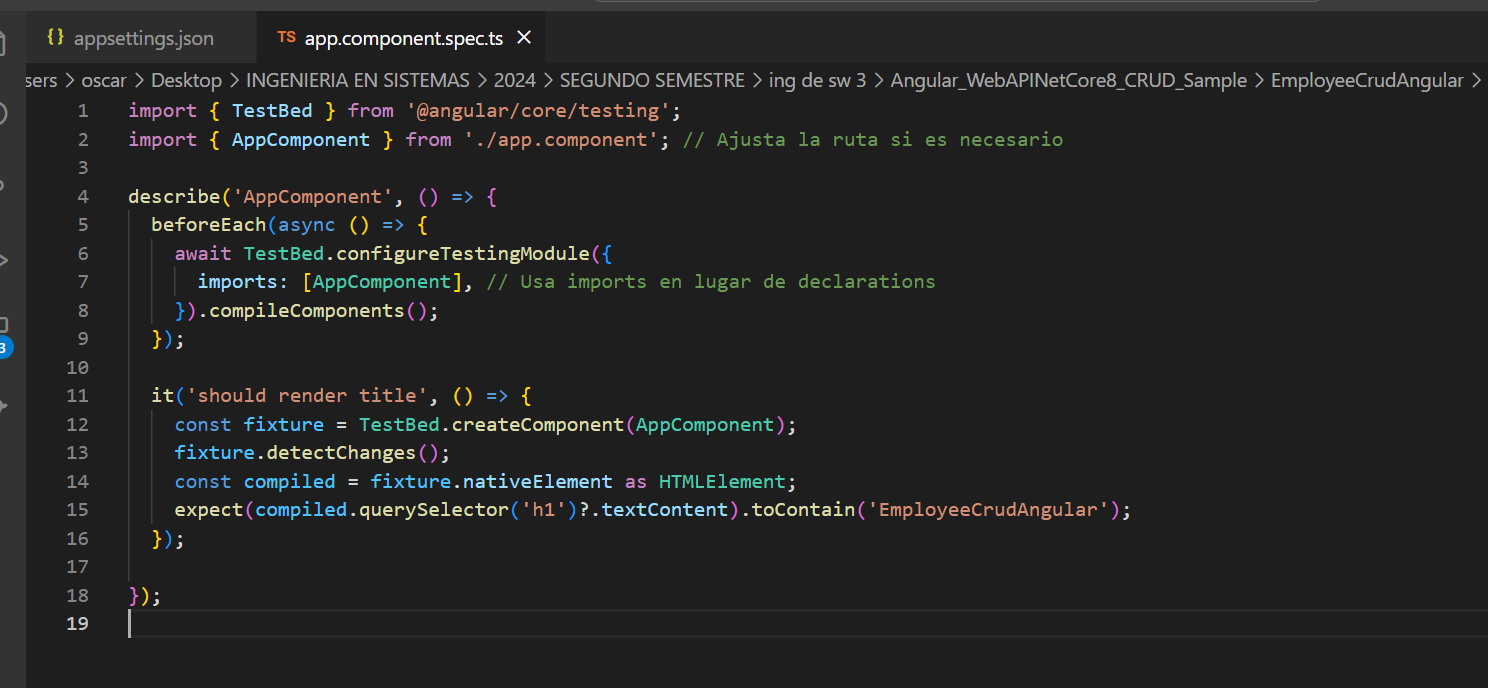 {} appsettings.json
TS app.component.spec.ts
sers > oscar > Desktop > INGENIERIA EN SISTEMAS > 2024 > SEGUNDO SEMESTRE > ing de sw 3 > Angular_WebAPINetCore8_CRUD_Sample > EmployeeCrudAngular >
1 import { TestBed } from '@angular/core/testing';
2 import { AppComponent } from './app.component'; // Ajusta la ruta si es necesario
3
4 describe('AppComponent', () => {
5   beforeEach(async () => {
6     await TestBed.configureTestingModule({
7       imports: [AppComponent], // Usa imports en lugar de declarations
8     }).compileComponents();
9   });
10
11   it('should render title', () => {
12     const fixture = TestBed.createComponent(AppComponent);
13     fixture.detectChanges();
14     const compiled = fixture.nativeElement as HTMLElement;
15     expect(compiled.querySelector('h1')?.textContent).toContain('EmployeeCrudAngular');
16   });
17
18 });
19
3